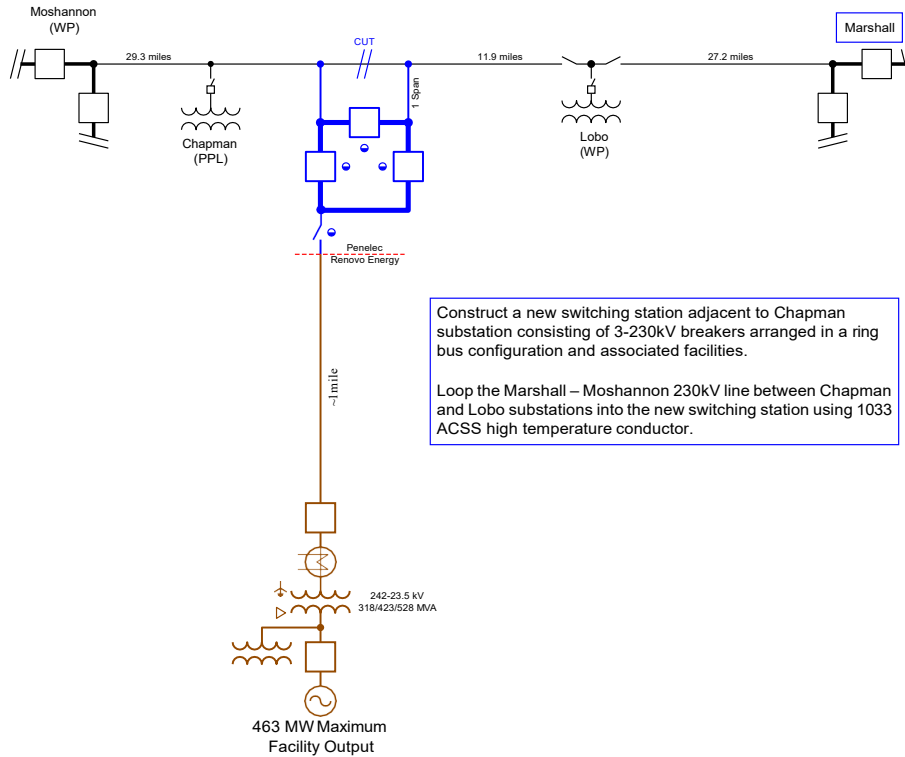 Moshannon
(WP)
Marshall
CUT
29.3 miles
11.9 miles
27.2 miles
1 Span
Chapman
(PPL)
Lobo
(WP)
Penelec
Renovo Energy
Construct a new switching station adjacent to Chapman
substation consisting of 3-230kV breakers arranged in a ring
bus configuration and associated facilities.
Loop the Marshall – Moshannon 230kV line between Chapman
and Lobo substations into the new switching station using 1033
ACSS high temperature conductor.
~1mile
242-23.5 kV
318/423/528 MVA
463 MW Maximum
Facility Output